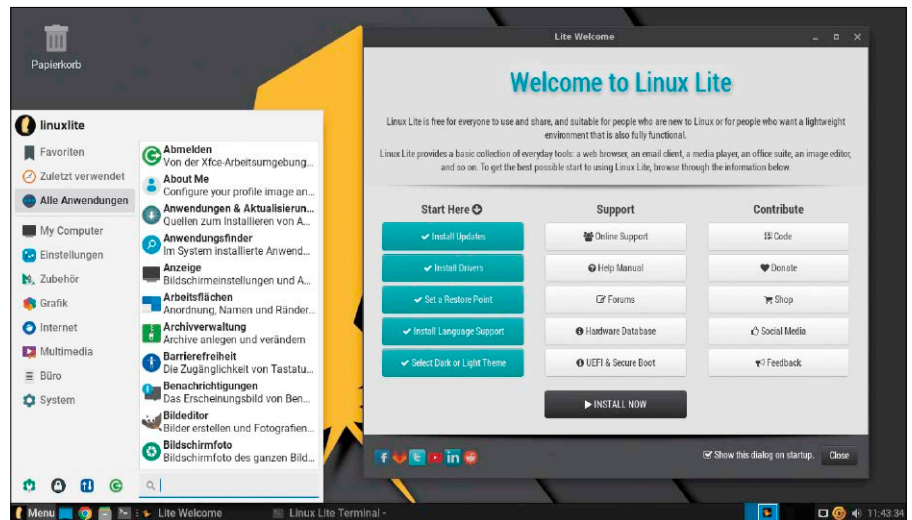 Papierkorb
linuxlite
Favoriten
Zuletzt verwendet
Alle Anwendungen
My Computer
Einstellungen
Zubehör
Grafik
Internet
Multimedia
Büro
System
Abmelden
Von der Xfce-Arbeitsumgebung...
About Me
Configure your profile image an...
Anwendungen & Aktualisierun...
Quellen zum Installieren von A...
Anwendungsfinder
Im System installierte Anwend...
Anzeige
Bildschirmeinstellungen und A...
Arbeitsflächen
Anordnung, Namen und Ränder...
Archivverwaltung
Archive anlegen und verändern
Barrierefreiheit
Die Zugänglichkeit von Tastatu...
Benachrichtigungen
Das Erscheinungsbild von Ben...
Bildeditor
Bilder erstellen und Fotografien...
Bildschirmfoto
Bildschirmfoto des ganzen Bild...
Lite Welcome
Welcome to Linux Lite
Linux Lite is free for everyone to use and share, and suitable for people who are new to Linux or for people who want a lightweight
environment that is also fully functional.
Linux Lite provides a basic collection of everyday tools: a web browser, an email client, a media player, an office suite, an image editor,
and so on. To get the best possible start to using Linux Lite, browse through the information below.
Start Here
Install Updates
Install Drivers
Set a Restore Point
Install Language Support
Select Dark or Light Theme
Support
Online Support
Help Manual
Forums
Hardware Database
UEFI & Secure Boot
INSTALL NOW
Contribute
Code
Donate
Shop
Social Media
Feedback
Show this dialog on startup.
Close
Menu
Lite Welcome
Linux Lite Terminal -
11:43:34